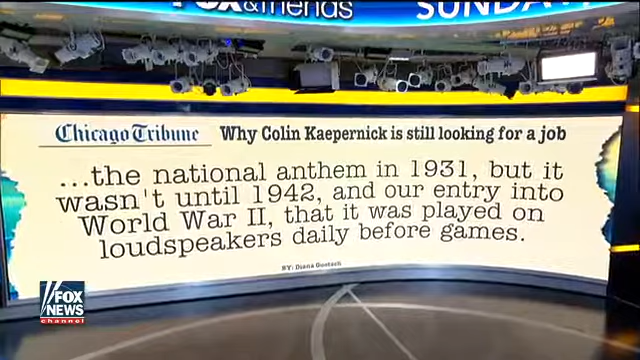 FOX&friends SUNDAY
Chicago Tribune Why Colin Kaepernick is still looking for a job
...the national anthem in 1931, but it
wasn't until 1942, and our entry into
World War II, that it was played on
loudspeakers daily before games.
BY: Diana Goetsch
FOX
NEWS
channel